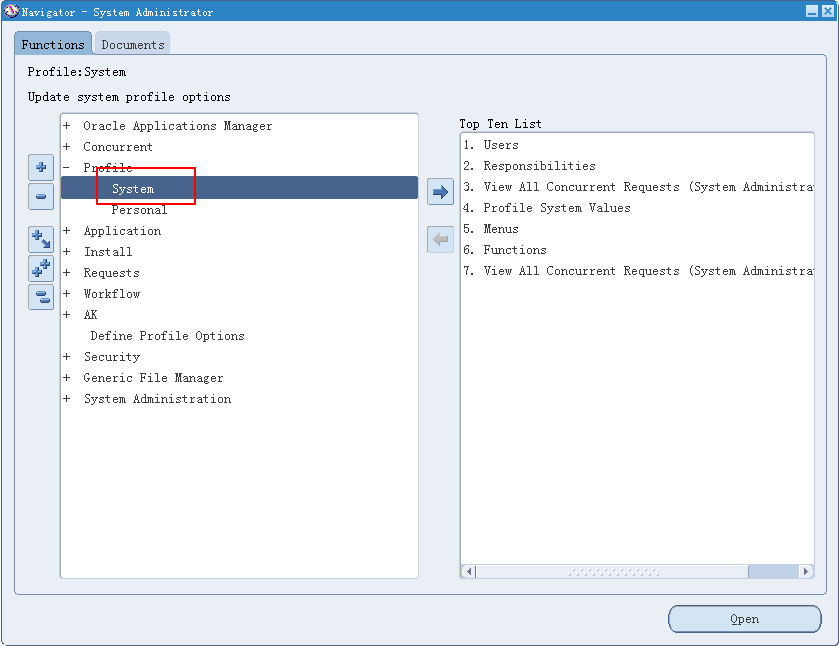 Navigator - System Administrator
Functions
Documents
Profile:System
Update system profile options
+ Oracle Applications Manager
+ Concurrent
- Profile
System
Personal
+ Application
+ Install
+ Requests
+ Workflow
+ AK
Define Profile Options
+ Security
+ Generic File Manager
+ System Administration
Top Ten List
1. Users
2. Responsibilities
3. View All Concurrent Requests (System Administra
4. Profile System Values
5. Menus
6. Functions
7. View All Concurrent Requests (System Administra
Open